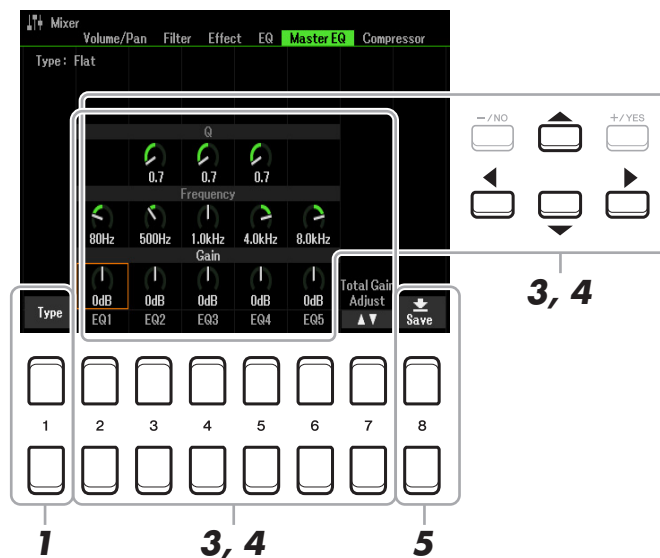 Mixer
Volume/Pan Filter Effect EQ Master EQ Compressor
Type: Flat
Q
0.7 0.7 0.7
Frequency
80Hz 500Hz 1.0kHz 4.0kHz 8.0kHz
Gain
0dB 0dB 0dB 0dB 0dB
EQ1 EQ2 EQ3 EQ4 EQ5
Total Gain
Adjust
▲▼
Type
Save
–/NO
+/YES
3, 4
1 2 3 4 5 6 7 8
1 3, 4 5